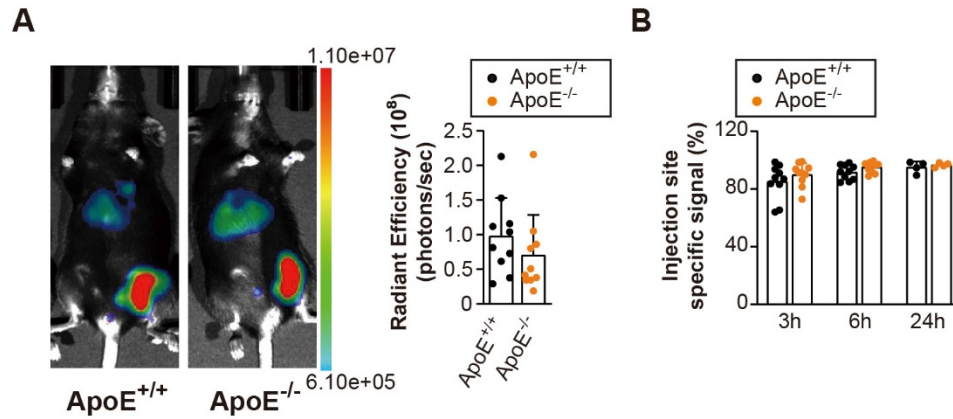 A
1.10e+07
6.10e+05
ApoE+/+
ApoE-/-
ApoE+/+
ApoE-/-
Radiant Efficiency (10⁸)
(photons/sec)
2.5
2.0
1.5
1.0
0.5
0
ApoE+/+
ApoE-/-
B
ApoE+/+
ApoE-/-
Injection site
specific signal (%)
120
80
40
0
3h
6h
24h